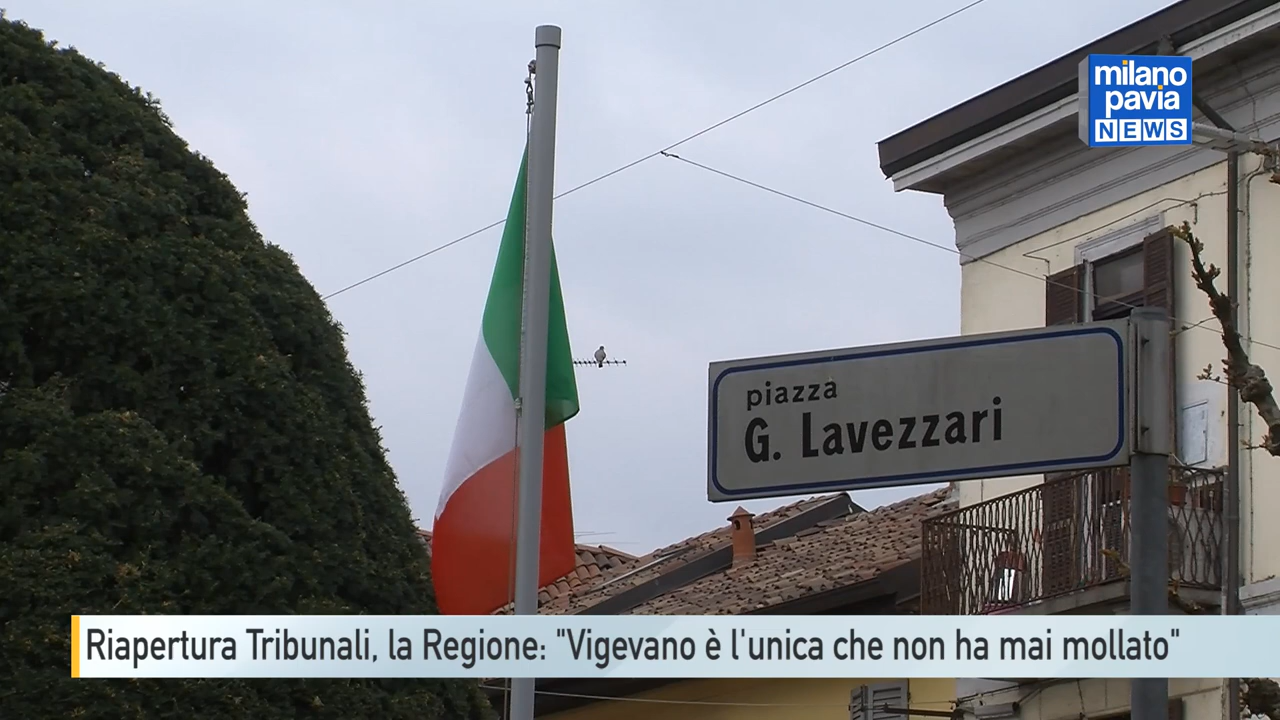 milano
pavia
NEWS
piazza
G. Lavezzari
Riapertura Tribunali, la Regione: "Vigevano è l'unica che non ha mai mollato"